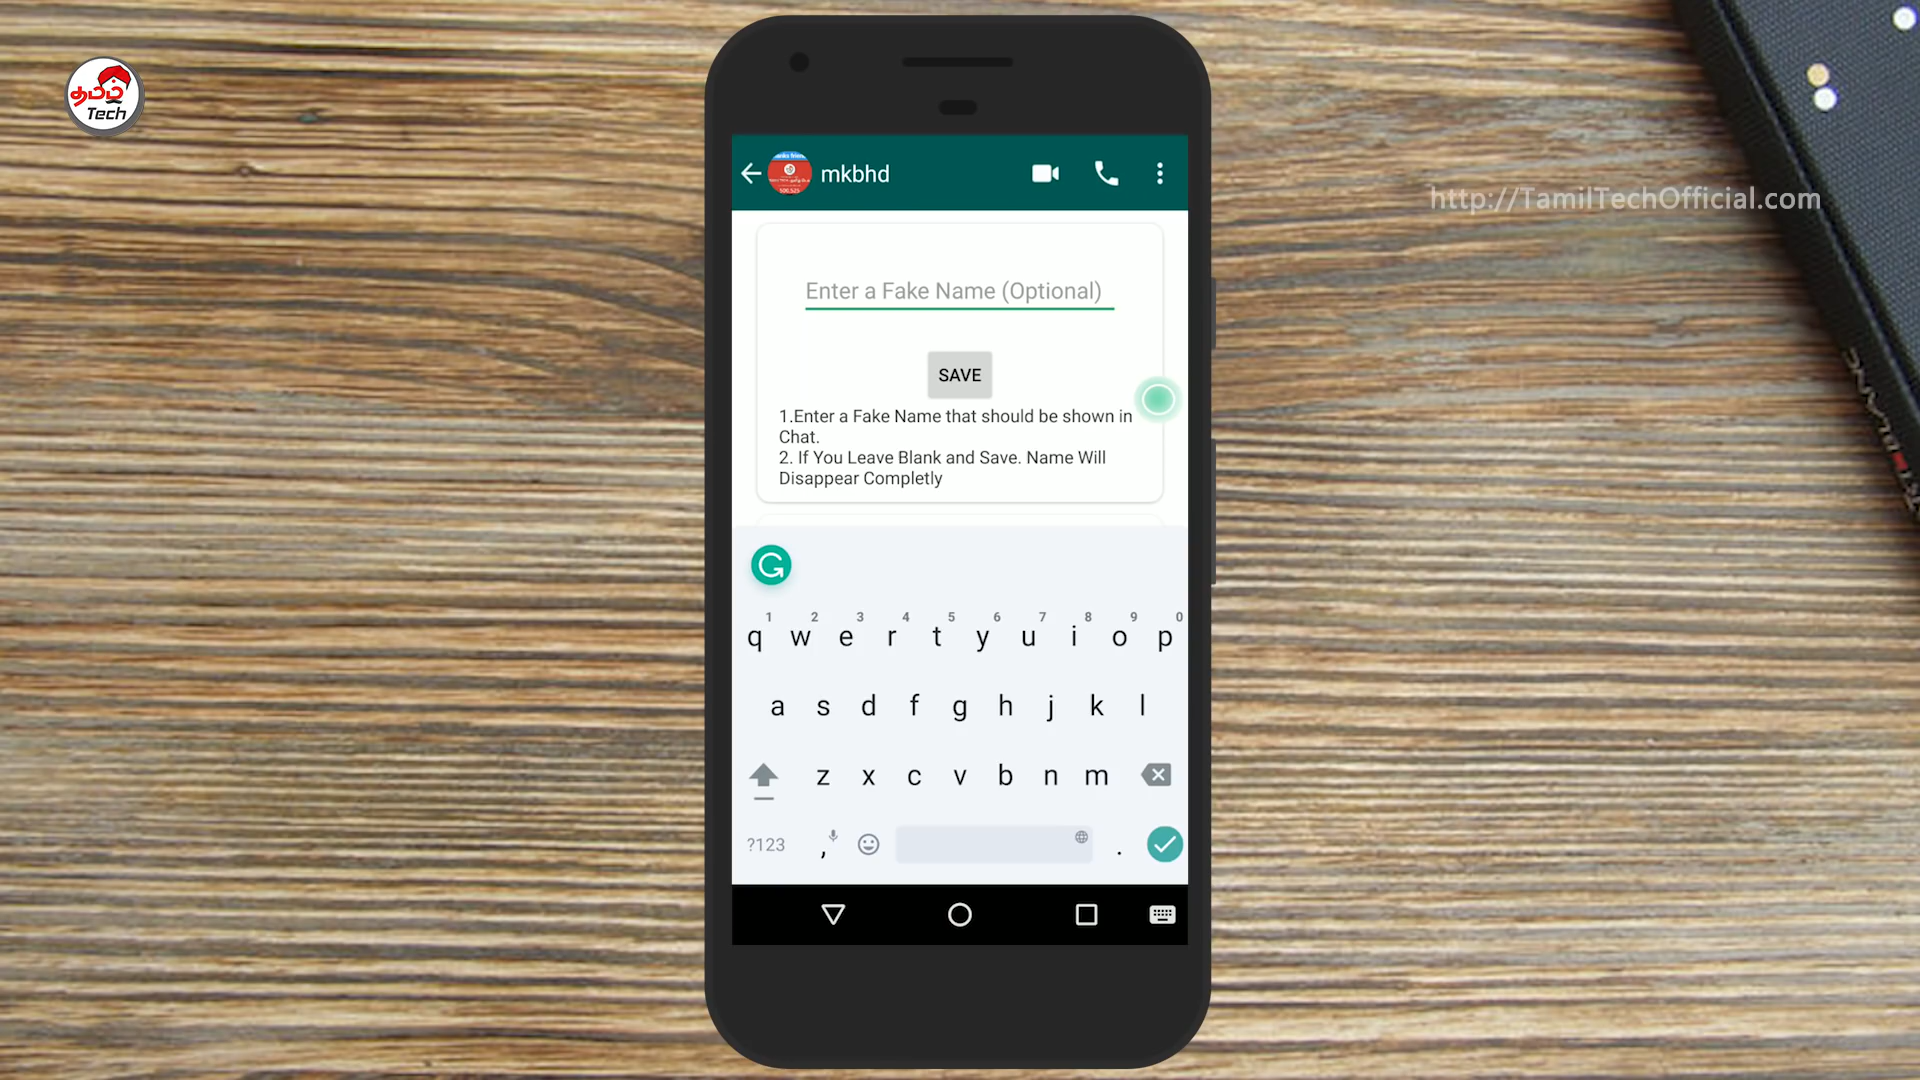 தமிழ்
Tech
http://TamilTechOfficial.com
mkbhd
Enter a Fake Name (Optional)
SAVE
1.Enter a Fake Name that should be shown in
Chat.
2. If You Leave Blank and Save. Name Will
Disappear Completly
1 2 3 4 5 6 7 8 9 0
q w e r t y u i o p
a s d f g h j k l
z x c v b n m
?123 , .